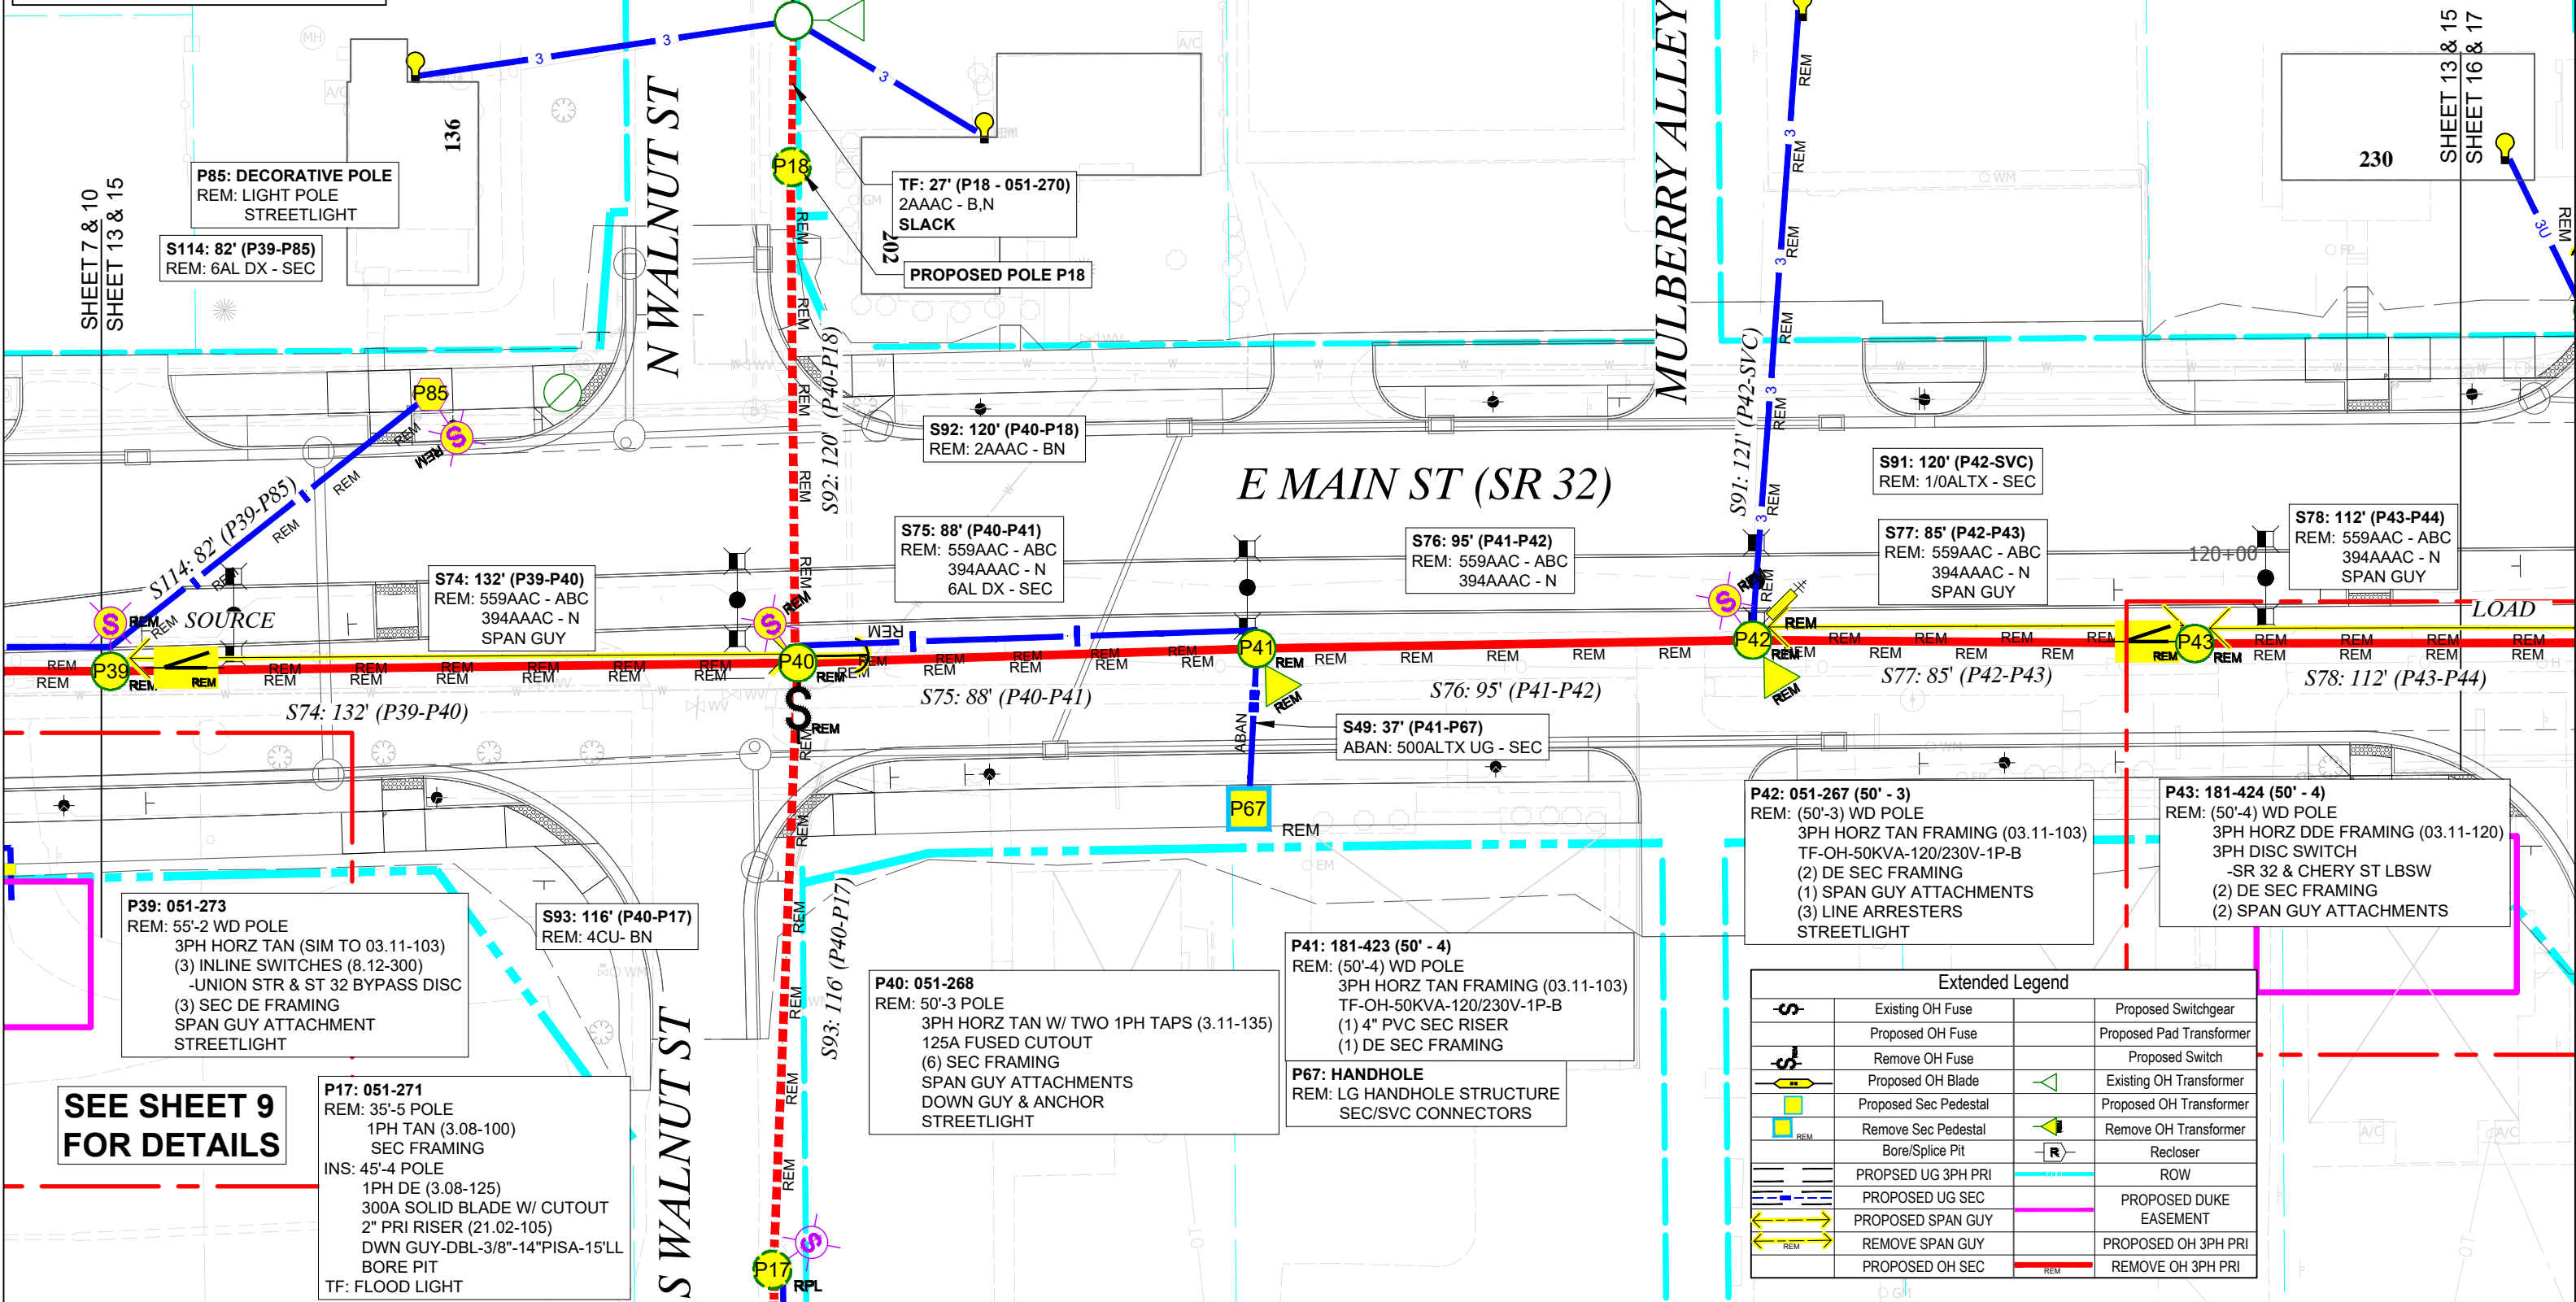 SHEET 7 & 10
SHEET 13 & 15
136
P85: DECORATIVE POLE
REM: LIGHT POLE
STREETLIGHT
S114: 82' (P39-P85)
REM: 6AL DX - SEC
N WALNUT ST
3
3
3
P18
TF: 27' (P18 - 051-270)
2AAAC - B,N
SLACK
202
PROPOSED POLE P18
MULBERRY ALLEY
230
SHEET 13 & 15
SHEET 16 & 17
3U
REM
P85
S
REM
S114: 82' (P39-P85)
S92: 120' (P40-P18)
S92: 120' (P40-P18)
REM: 2AAAC - BN
E MAIN ST (SR 32)
S91: 121' (P42-SVC)
S91: 120' (P42-SVC)
REM: 1/0ALTX - SEC
S74: 132' (P39-P40)
REM: 559AAC - ABC
394AAAC - N
SPAN GUY
S75: 88' (P40-P41)
REM: 559AAC - ABC
394AAAC - N
6AL DX - SEC
S76: 95' (P41-P42)
REM: 559AAC - ABC
394AAAC - N
S77: 85' (P42-P43)
REM: 559AAC - ABC
394AAAC - N
SPAN GUY
120+00
S78: 112' (P43-P44)
REM: 559AAC - ABC
394AAAC - N
SPAN GUY
SOURCE
LOAD
P39
P40
P41
P42
P43
S74: 132' (P39-P40)
S75: 88' (P40-P41)
S76: 95' (P41-P42)
S77: 85' (P42-P43)
S78: 112' (P43-P44)
S
REM
ABAN
S49: 37' (P41-P67)
ABAN: 500ALTX UG - SEC
P67
REM
P39: 051-273
REM: 55'-2 WD POLE
3PH HORZ TAN (SIM TO 03.11-103)
(3) INLINE SWITCHES (8.12-300)
-UNION STR & ST 32 BYPASS DISC
(3) SEC DE FRAMING
SPAN GUY ATTACHMENT
STREETLIGHT
S93: 116' (P40-P17)
REM: 4CU- BN
S93: 116' (P40-P17)
P42: 051-267 (50' - 3)
REM: (50'-3) WD POLE
3PH HORZ TAN FRAMING (03.11-103)
TF-OH-50KVA-120/230V-1P-B
(2) DE SEC FRAMING
(1) SPAN GUY ATTACHMENTS
(3) LINE ARRESTERS
STREETLIGHT
P43: 181-424 (50' - 4)
REM: (50'-4) WD POLE
3PH HORZ DDE FRAMING (03.11-120)
3PH DISC SWITCH
-SR 32 & CHERY ST LBSW
(2) DE SEC FRAMING
(2) SPAN GUY ATTACHMENTS
SEE SHEET 9
FOR DETAILS
P17: 051-271
REM: 35'-5 POLE
1PH TAN (3.08-100)
SEC FRAMING
INS: 45'-4 POLE
1PH DE (3.08-125)
300A SOLID BLADE W/ CUTOUT
2" PRI RISER (21.02-105)
DWN GUY-DBL-3/8"-14"PISA-15'LL
BORE PIT
TF: FLOOD LIGHT
S WALNUT ST
S
P17
RPL
P40: 051-268
REM: 50'-3 POLE
3PH HORZ TAN W/ TWO 1PH TAPS (3.11-135)
125A FUSED CUTOUT
(6) SEC FRAMING
SPAN GUY ATTACHMENTS
DOWN GUY & ANCHOR
STREETLIGHT
P41: 181-423 (50' - 4)
REM: (50'-4) WD POLE
3PH HORZ TAN FRAMING (03.11-103)
TF-OH-50KVA-120/230V-1P-B
(1) 4" PVC SEC RISER
(1) DE SEC FRAMING
P67: HANDHOLE
REM: LG HANDHOLE STRUCTURE
SEC/SVC CONNECTORS
Extended Legend
Existing OH Fuse
Proposed Switchgear
Proposed OH Fuse
Proposed Pad Transformer
Remove OH Fuse
Proposed Switch
Proposed OH Blade
Existing OH Transformer
Proposed Sec Pedestal
Proposed OH Transformer
Remove Sec Pedestal
Remove OH Transformer
Bore/Splice Pit
R
Recloser
PROPSED UG 3PH PRI
ROW
PROPOSED UG SEC
PROPOSED DUKE
EASEMENT
PROPOSED SPAN GUY
REMOVE SPAN GUY
PROPOSED OH 3PH PRI
PROPOSED OH SEC
REMOVE OH 3PH PRI